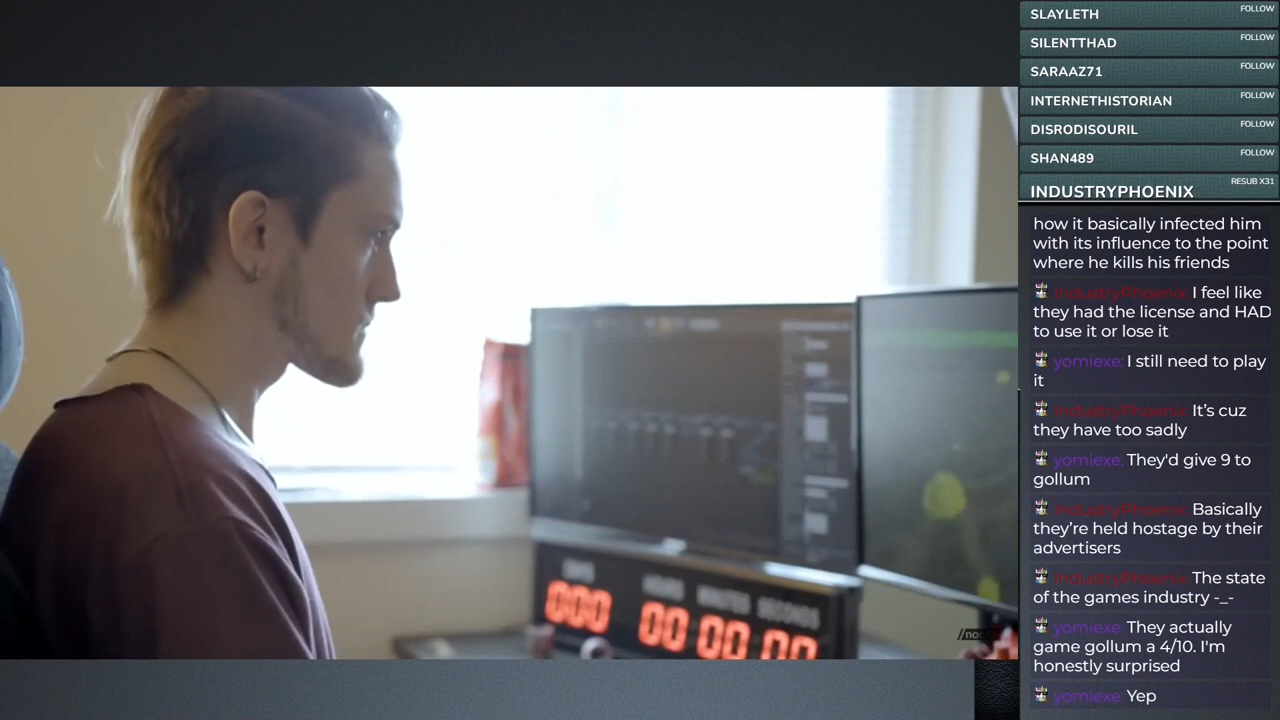 SLAYLETH FOLLOW
SILENTTHAD FOLLOW
SARAAZ71 FOLLOW
INTERNETHISTORIAN FOLLOW
DISRODISOURIL FOLLOW
SHAN489 FOLLOW
INDUSTRYPHOENIX RESUB X31
how it basically infected him
with its influence to the point
where he kills his friends
IndustryPhoenix: I feel like
they had the license and HAD
to use it or lose it
yomiexe: I still need to play
it
IndustryPhoenix: It's cuz
they have too sadly
yomiexe: They'd give 9 to
gollum
IndustryPhoenix: Basically
they're held hostage by their
advertisers
IndustryPhoenix: The state
of the games industry -_-
yomiexe: They actually
game gollum a 4/10. I'm
honestly surprised
yomiexe: Yep
DAYS HOURS MINUTES SECONDS
000 00 00 00